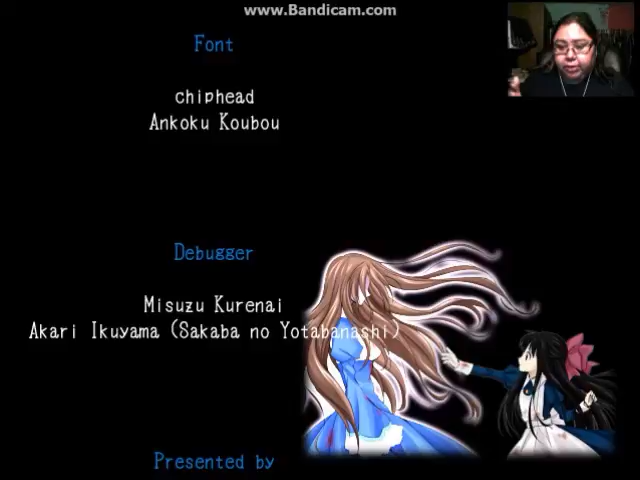 www.Bandicam.com
Font
chiphead
Ankoku Koubou
Debugger
Misuzu Kurenai
Akari Ikuyama (Sakaba no Yotabanashi)
Presented by